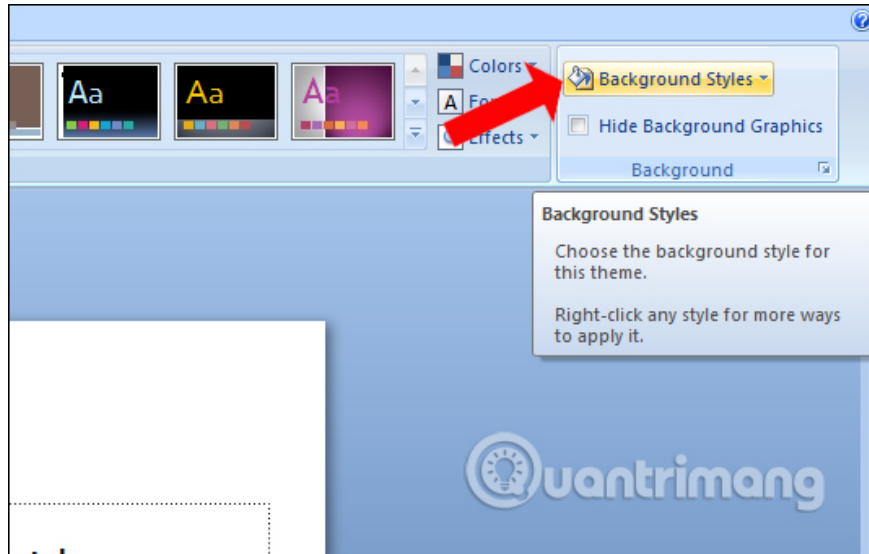 Aa
Aa
Aa
Colors
Effects
Background Styles
Hide Background Graphics
Background
Background Styles
Choose the background style for
this theme.
Right-click any style for more ways
to apply it.
Quantrimang